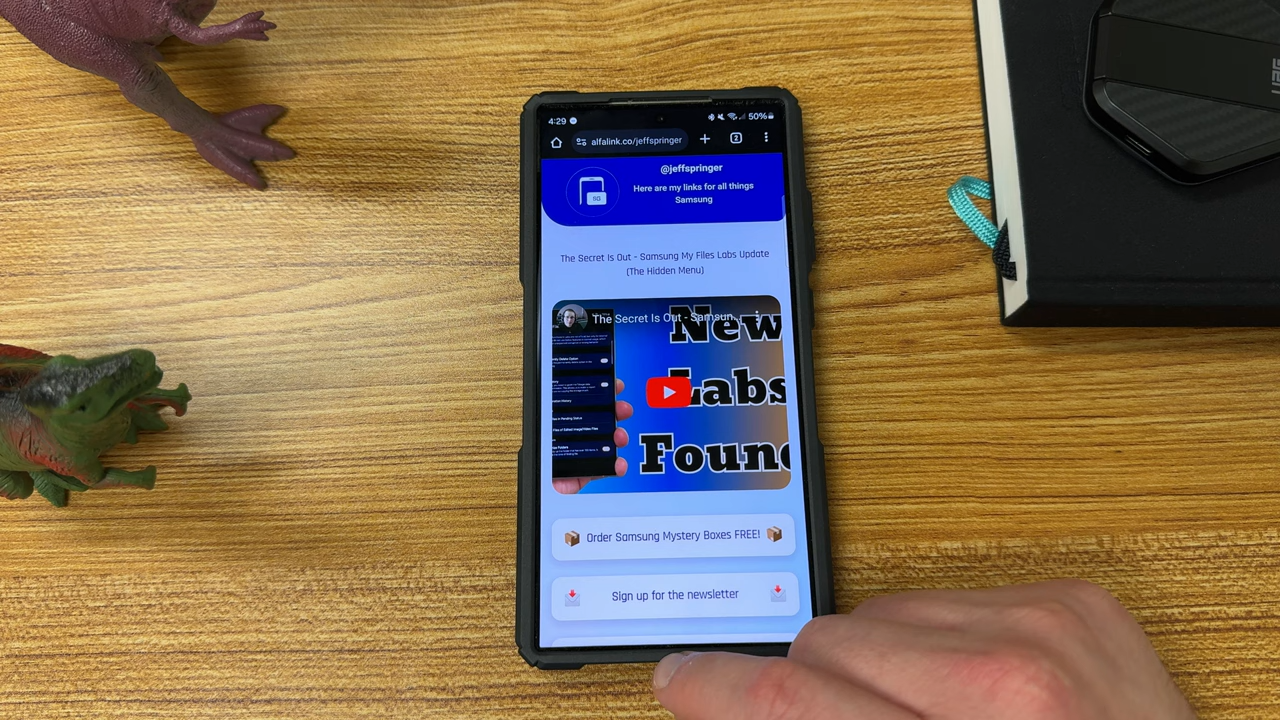 4:29
50%
alfalink.co/jeffspringer
2
@jeffspringer
Here are my links for all things
Samsung
5G
The Secret Is Out - Samsung My Files Labs Update
(The Hidden Menu)
The Secret Is Out - Samsun...
New
Labs
Found
📦 Order Samsung Mystery Boxes FREE! 📦
📩 Sign up for the newsletter 📩